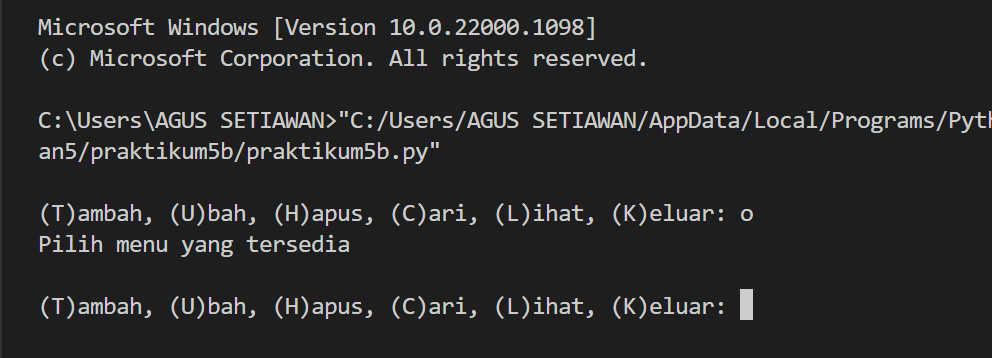 Microsoft Windows [Version 10.0.22000.1098]
(c) Microsoft Corporation. All rights reserved.
C:\Users\AGUS SETIAWAN>"C:/Users/AGUS SETIAWAN/AppData/Local/Programs/Pyth
an5/praktikum5b/praktikum5b.py"
(T)ambah, (U)bah, (H)apus, (C)ari, (L)ihat, (K)eluar: o
Pilih menu yang tersedia
(T)ambah, (U)bah, (H)apus, (C)ari, (L)ihat, (K)eluar: